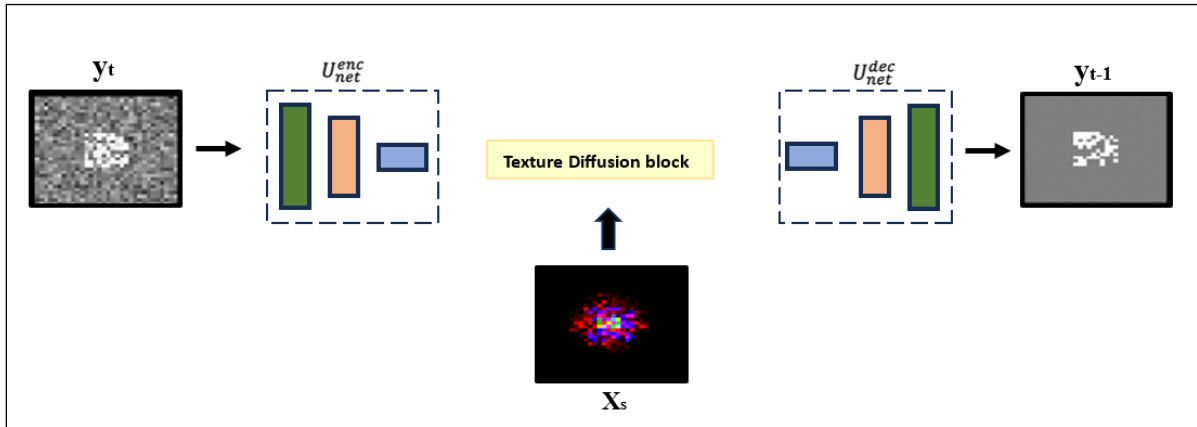 yt
U enc net
U dec net
yt-1
Texture Diffusion block
Xs